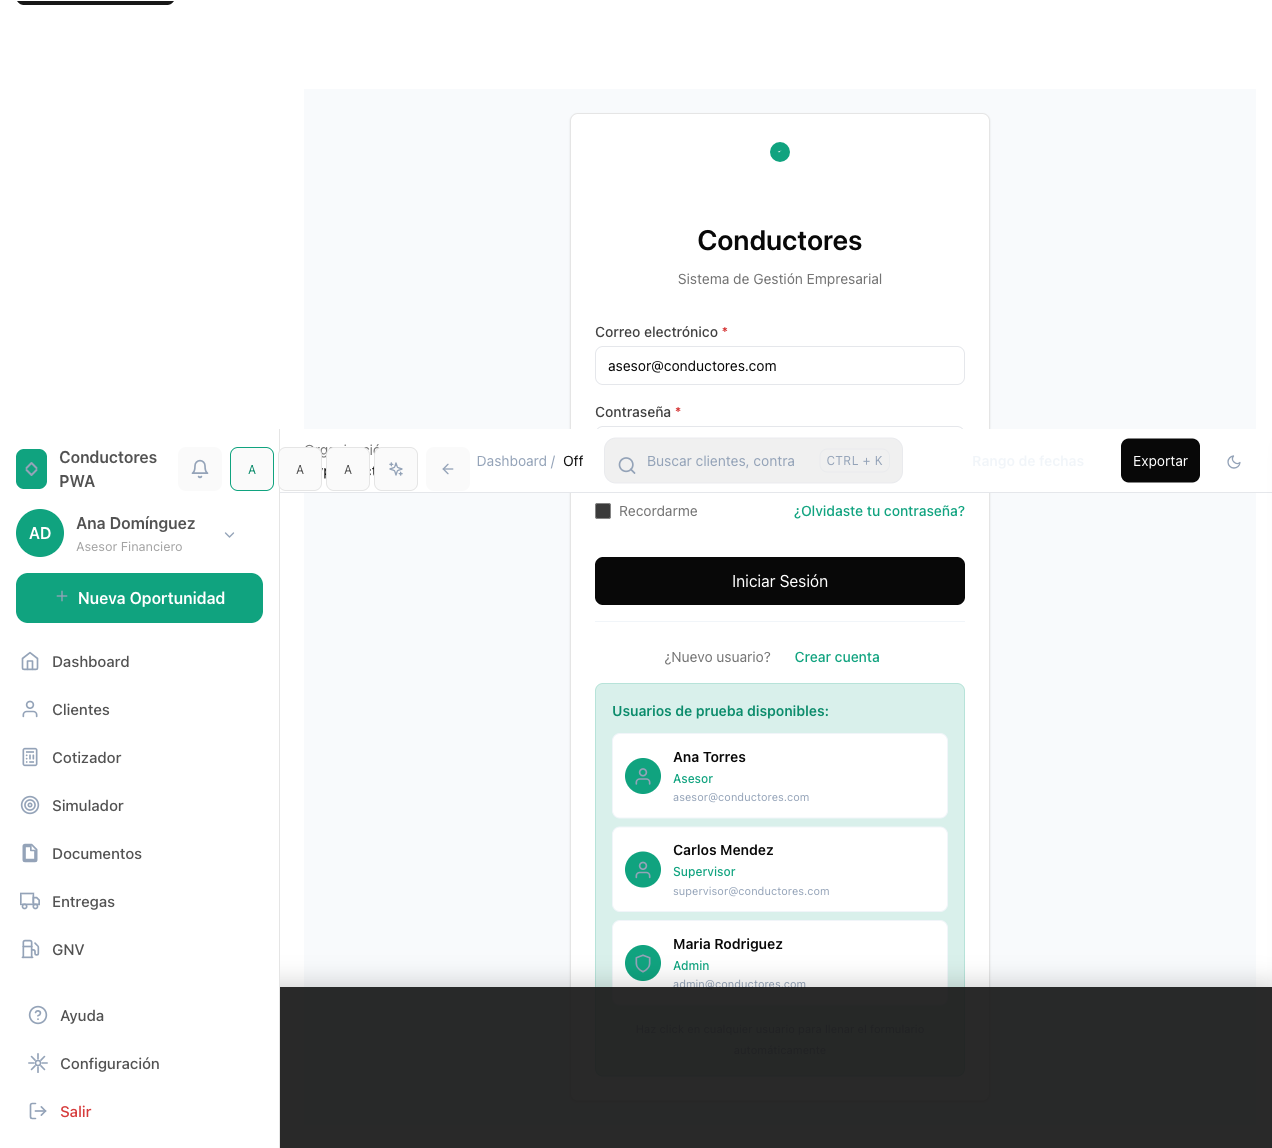 Conductores
Sistema de Gestión Empresarial
Correo electrónico *
asesor@conductores.com
Contraseña *
Conductores
PWA
A
A
A
Dashboard /
Off
Buscar clientes, contra
CTRL + K
Rango de fechas
Exportar
AD
Ana Domínguez
Asesor Financiero
Nueva Oportunidad
Dashboard
Clientes
Cotizador
Simulador
Documentos
Entregas
GNV
Ayuda
Configuración
Salir
Recordarme
¿Olvidaste tu contraseña?
Iniciar Sesión
¿Nuevo usuario?
Crear cuenta
Usuarios de prueba disponibles:
Ana Torres
Asesor
asesor@conductores.com
Carlos Mendez
Supervisor
supervisor@conductores.com
Maria Rodriguez
Admin
admin@conductores.com